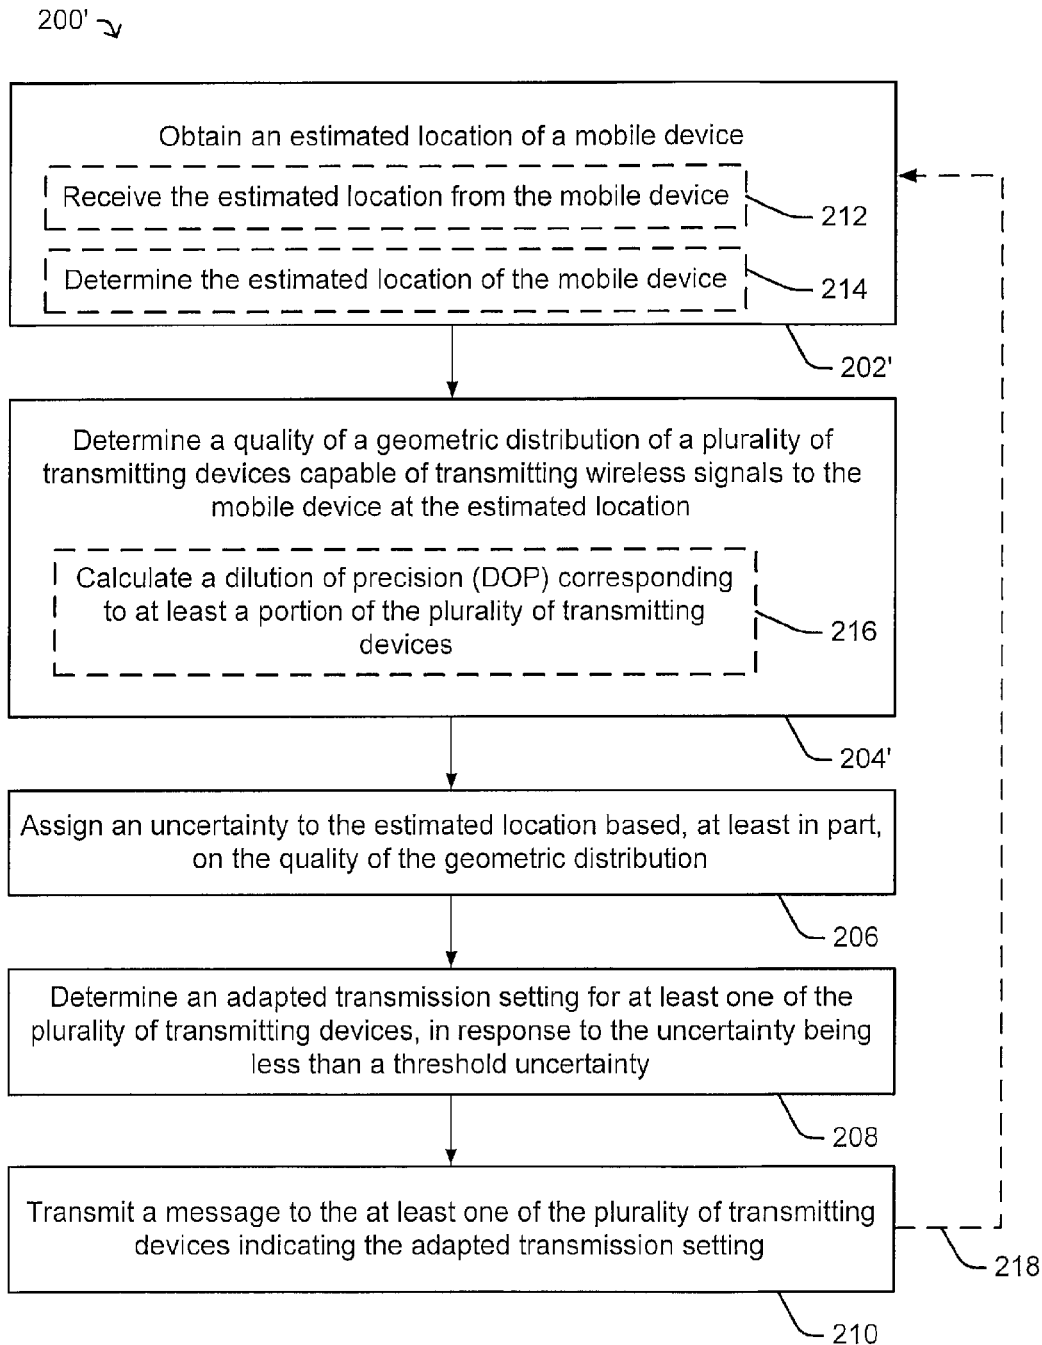 200'
Obtain an estimated location of a mobile device
Receive the estimated location from the mobile device
212
Determine the estimated location of the mobile device
214
202'
Determine a quality of a geometric distribution of a plurality of
transmitting devices capable of transmitting wireless signals to the
mobile device at the estimated location
Calculate a dilution of precision (DOP) corresponding
to at least a portion of the plurality of transmitting
devices
216
204'
Assign an uncertainty to the estimated location based, at least in part,
on the quality of the geometric distribution
206
Determine an adapted transmission setting for at least one of the
plurality of transmitting devices, in response to the uncertainty being
less than a threshold uncertainty
208
Transmit a message to the at least one of the plurality of transmitting
devices indicating the adapted transmission setting
218
210